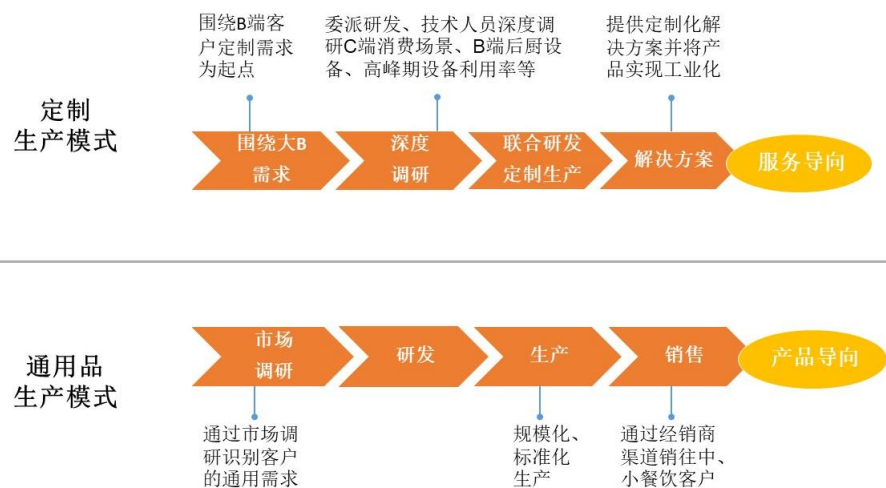 围绕B端客
户定制需求
为起点
委派研发、技术人员深度调
研C端消费场景、B端后厨设
备、高峰期设备利用率等
提供定制化解
决方案并将产
品实现工业化
定制
生产模式
围绕大B
需求
深度
调研
联合研发
定制生产
解决方案
服务导向
通用品
生产模式
市场
调研
研发
生产
销售
产品导向
通过市场调
研识别客户
的通用需求
规模化、
标准化
生产
通过经销商
渠道销往中、
小餐饮客户